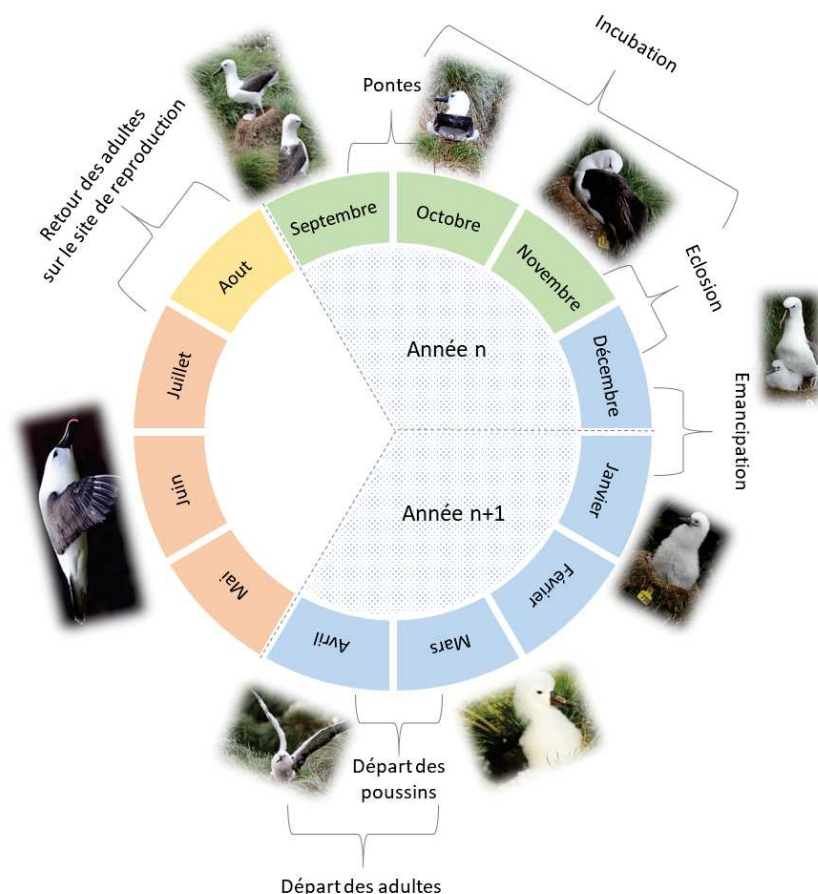 Incubation
Pontes
Retour des adultes
sur le site de reproduction
Septembre
Octobre
Novembre
Eclosion
Aout
Année n
Décembre
Emancipation
Juillet
Juin
Année n+1
Janvier
Mai
Février
Avril
Mars
Départ des
poussins
Départ des adultes